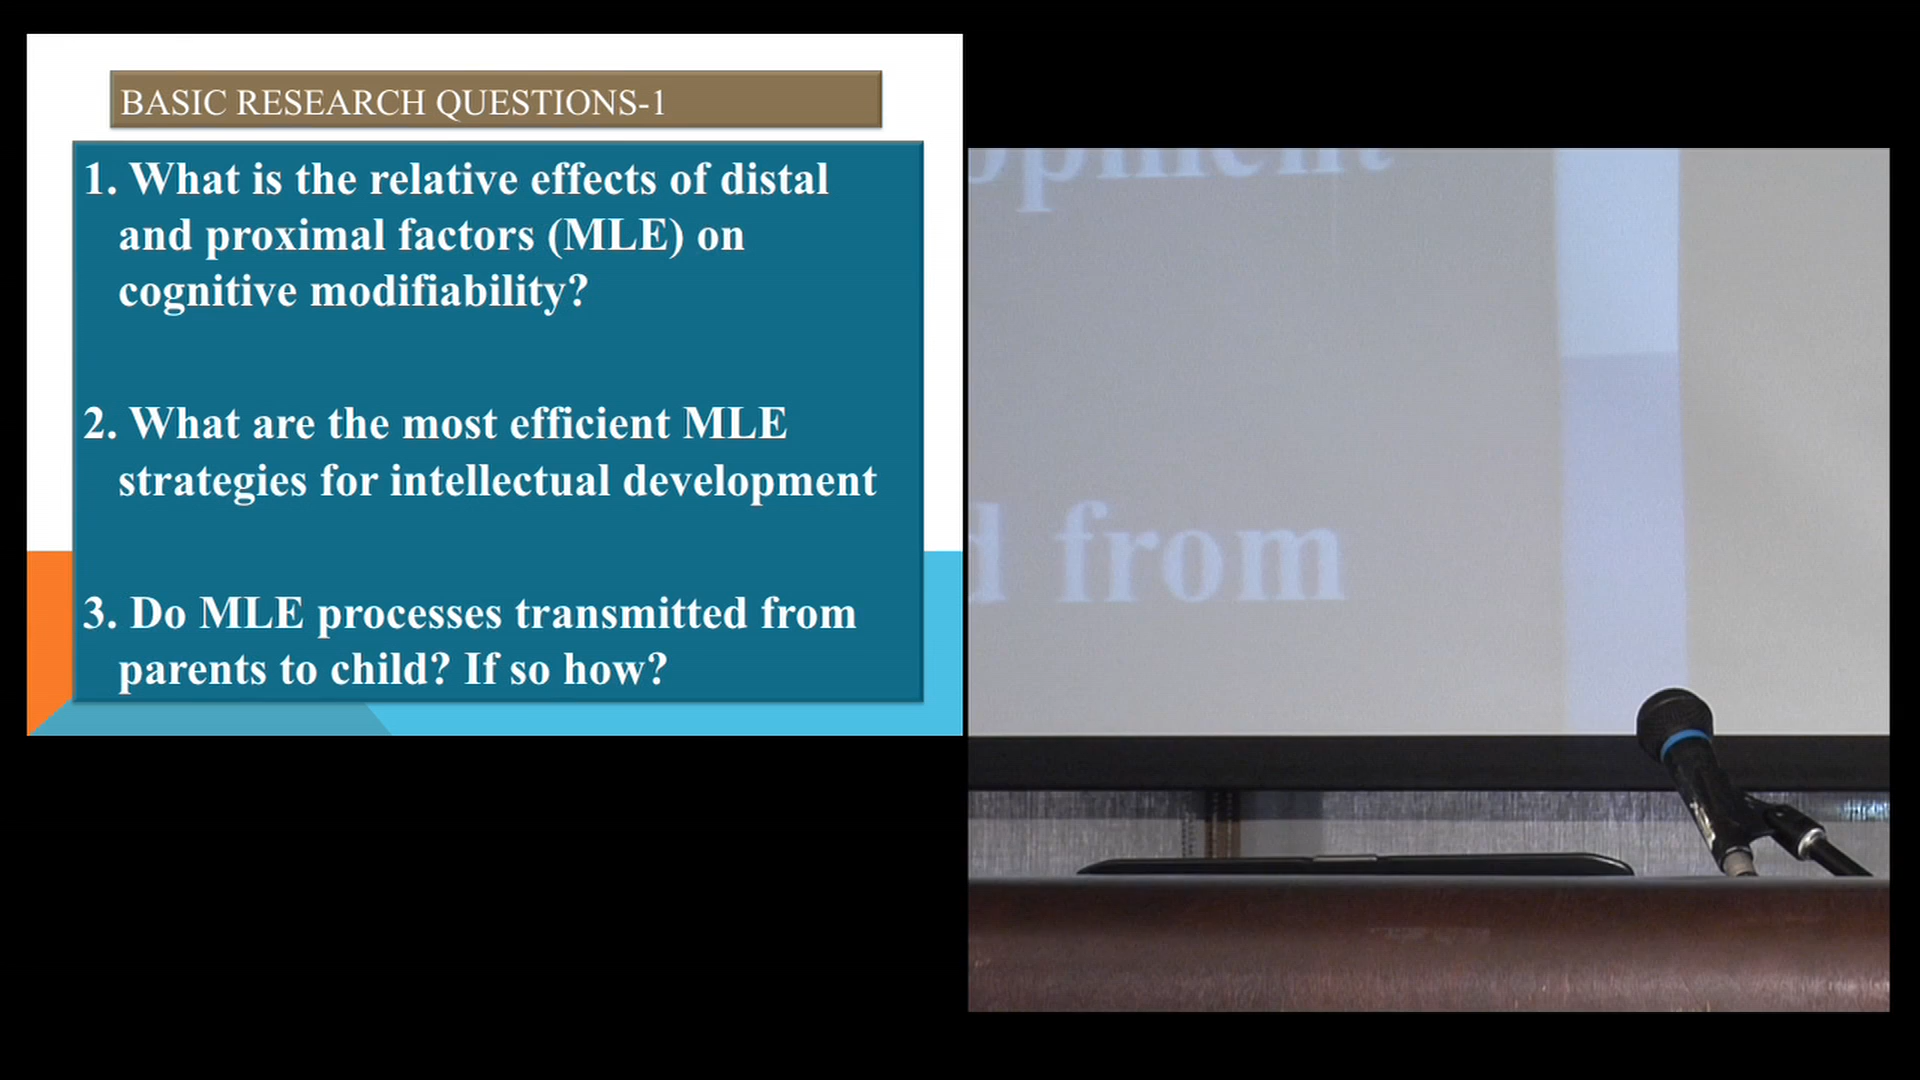 BASIC RESEARCH QUESTIONS-1
1. What is the relative effects of distal
and proximal factors (MLE) on
cognitive modifiability?
2. What are the most efficient MLE
strategies for intellectual development
3. Do MLE processes transmitted from
parents to child? If so how?
from